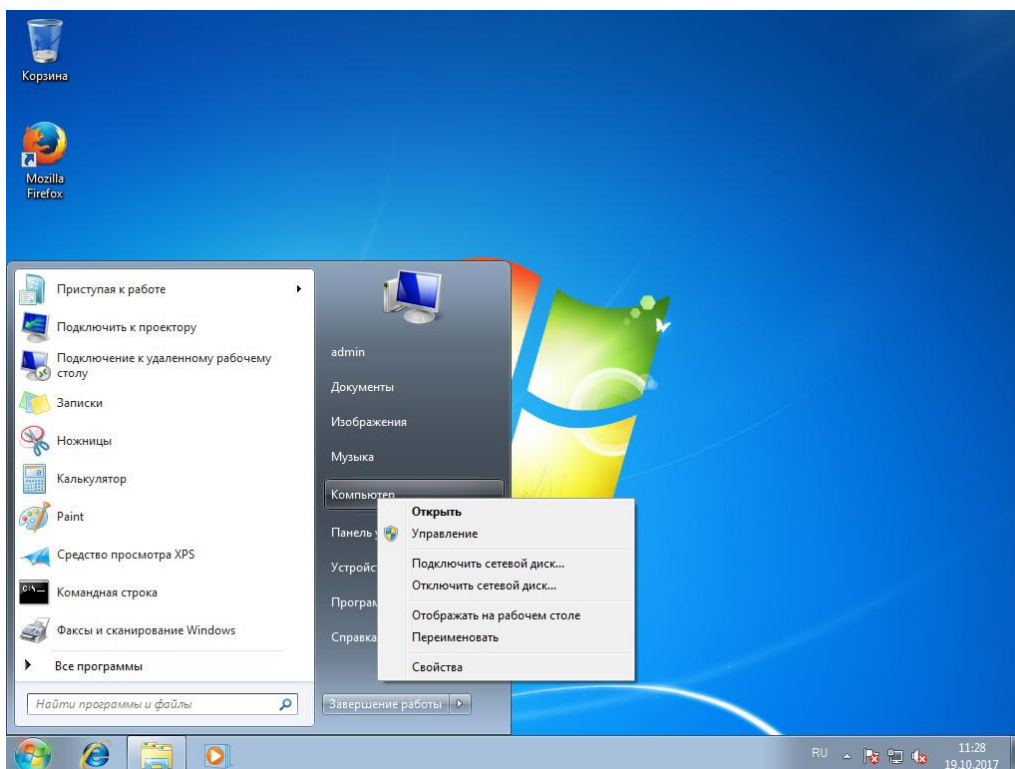 Корзина
Mozilla
Firefox
Приступая к работе
Подключить к проектору
Подключение к удаленному рабочему
столу
Записки
Ножницы
Калькулятор
Paint
Средство просмотра XPS
Командная строка
Факсы и сканирование Windows
Все программы
Найти программы и файлы
admin
Документы
Изображения
Музыка
Компьютер
Панель
Справка
Завершение работы
Открыть
Управление
Подключить сетевой диск...
Отключить сетевой диск...
Отображать на рабочем столе
Переименовать
Свойства
RU
11:28
19.10.2017